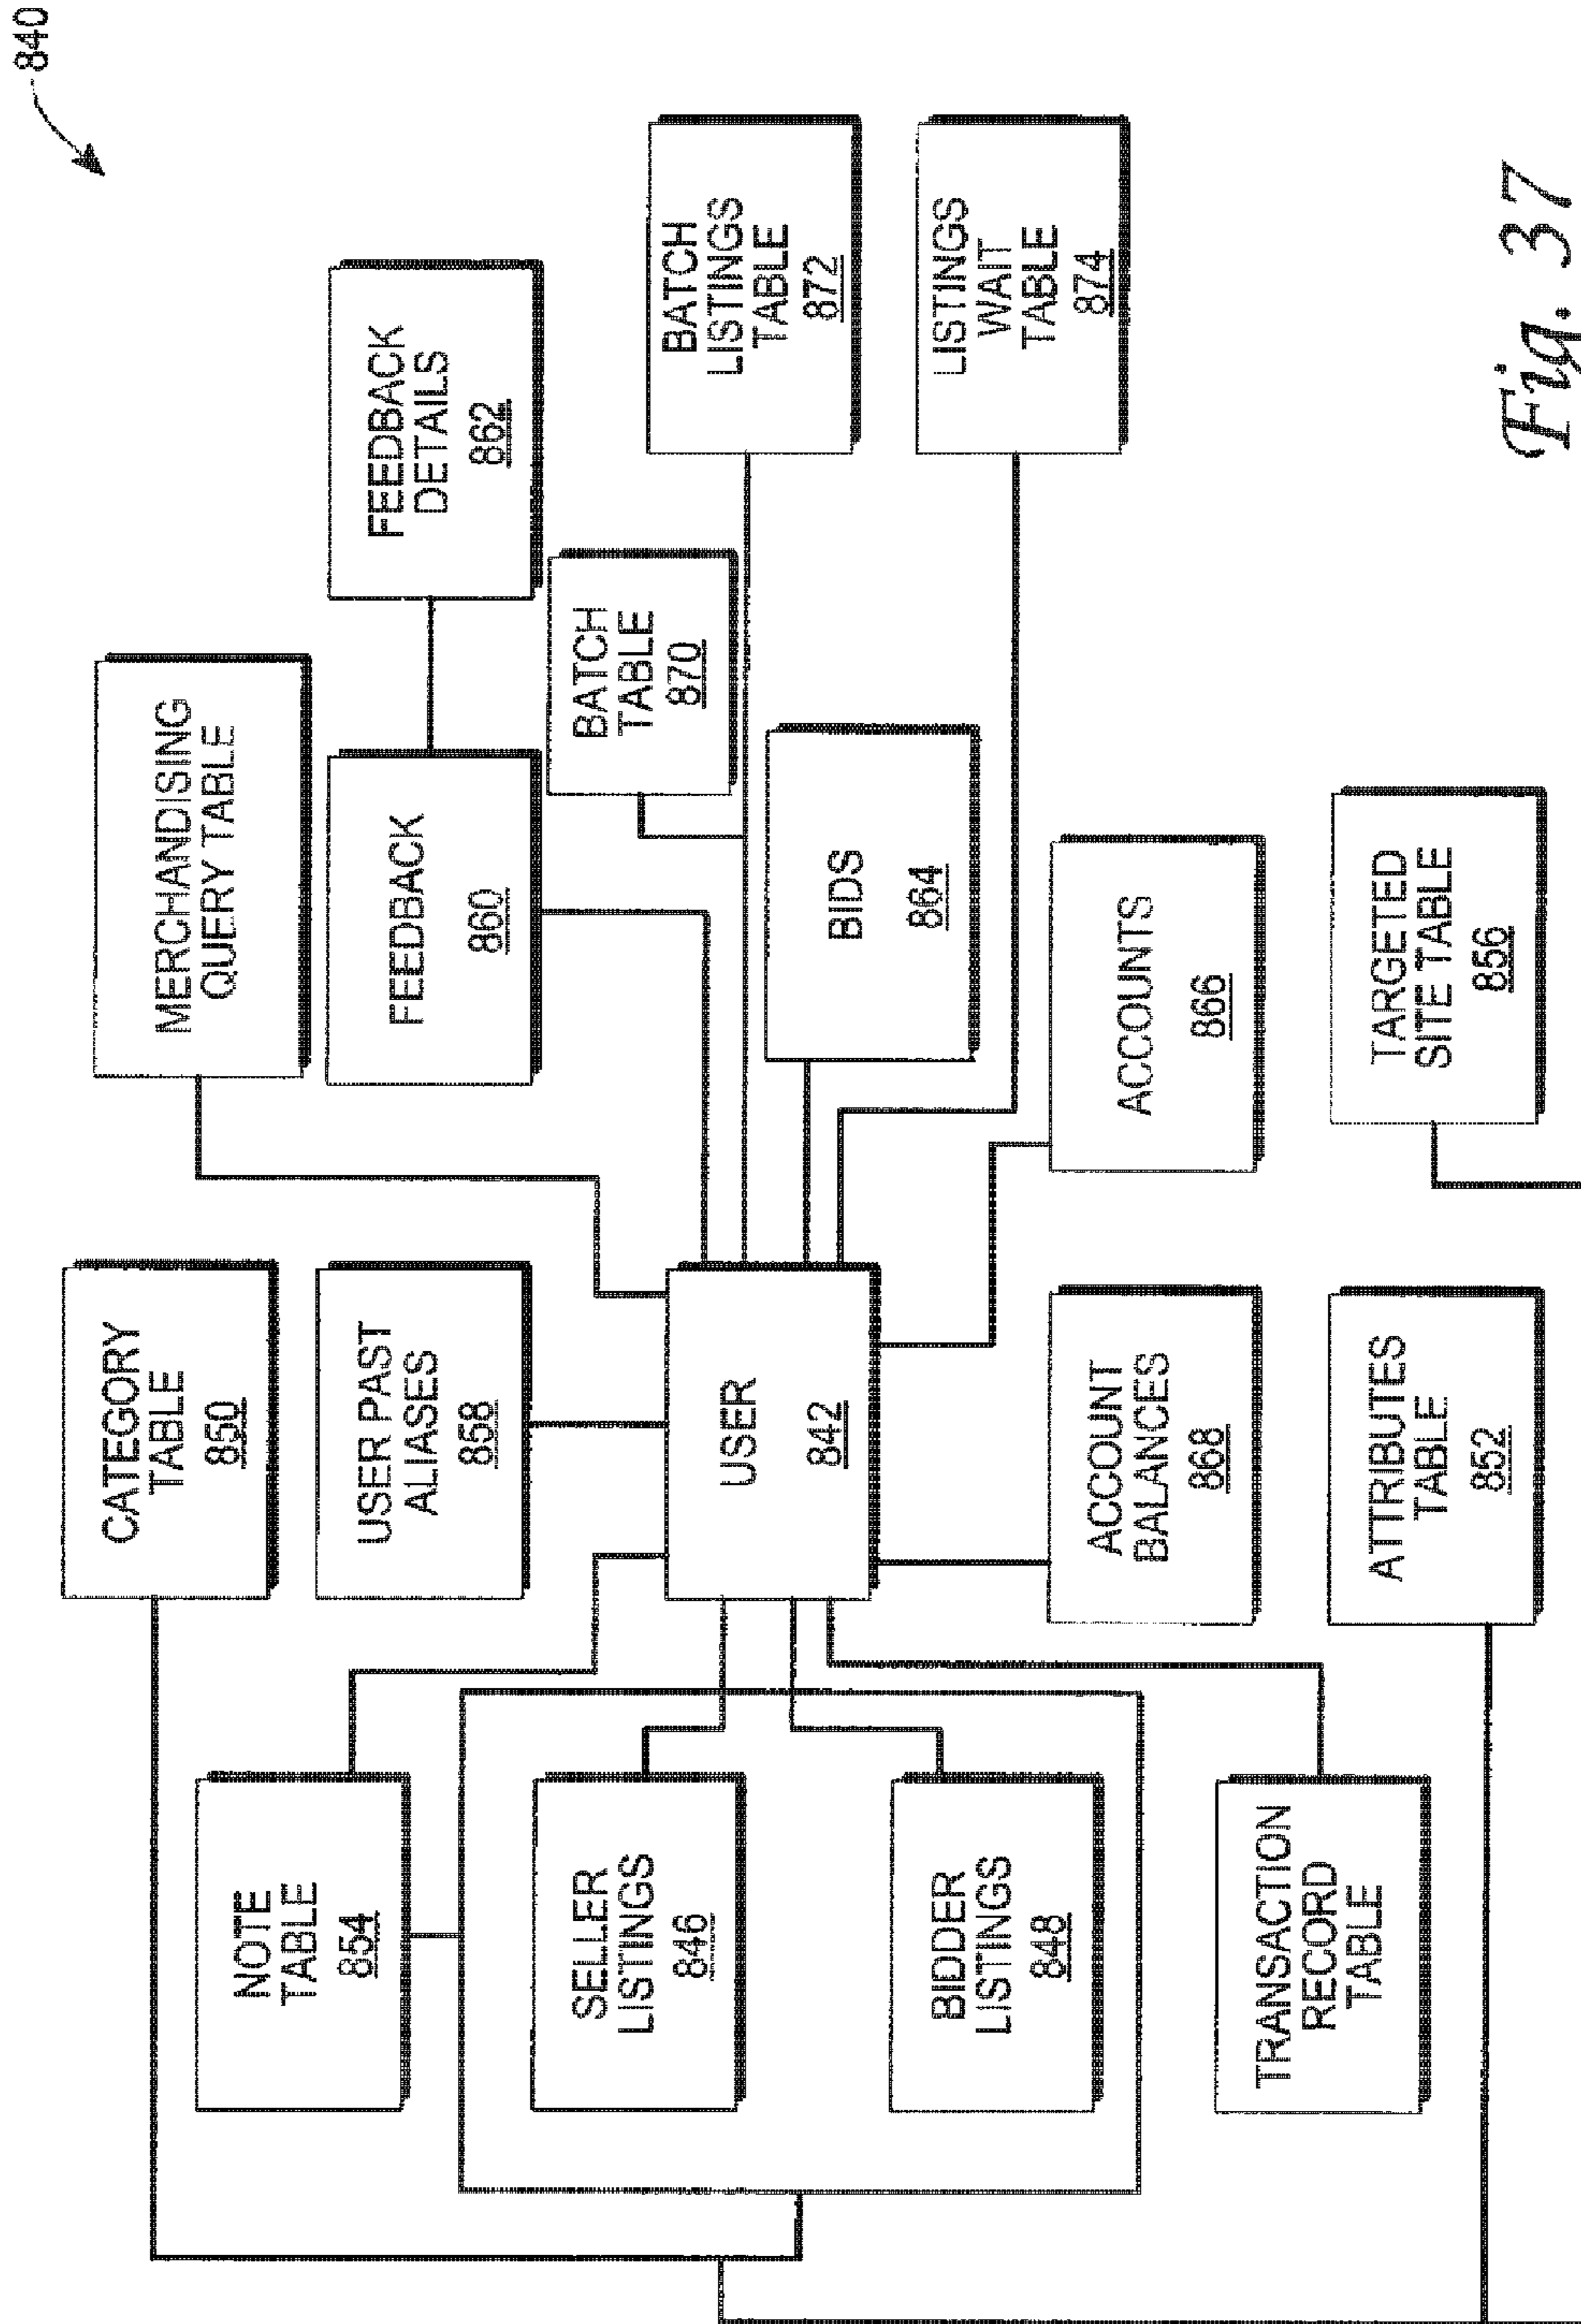 840
CATEGORY
TABLE
850
MERCHANDISING
QUERY TABLE
NOTE
TABLE
854
USER PAST
ALIASES
858
FEEDBACK
860
FEEDBACK
DETAILS
862
BATCH
TABLE
870
SELLER
LISTINGS
846
USER
842
BATCH
LISTINGS
TABLE
872
BIDS
864
BIDDER
LISTINGS
848
LISTINGS
WAIT
TABLE
874
ACCOUNT
BALANCES
868
ACCOUNTS
866
TRANSACTION
RECORD
TABLE
ATTRIBUTES
TABLE
852
TARGETED
SITE TABLE
856
Fig. 37